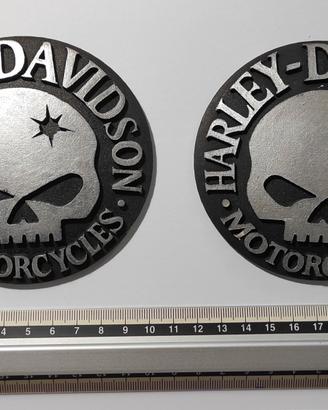 DAVIDSON
ORCYCLES •
HARLEY-D
• MOTORC
4 5 6 7 8 9 10 11 12 13 14 15 16 17